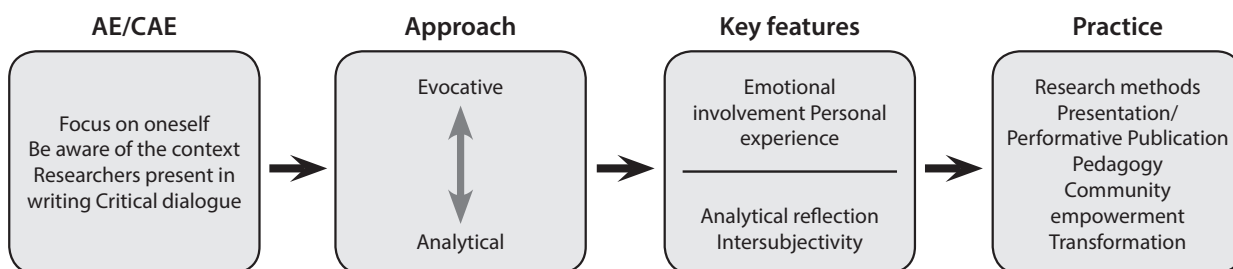 AE/CAE
Focus on oneself
Be aware of the context
Researchers present in
writing Critical dialogue
Approach
Evocative
Analytical
Key features
Emotional
involvement Personal
experience
Analytical reflection
Intersubjectivity
Practice
Research methods
Presentation/
Performative Publication
Pedagogy
Community
empowerment
Transformation